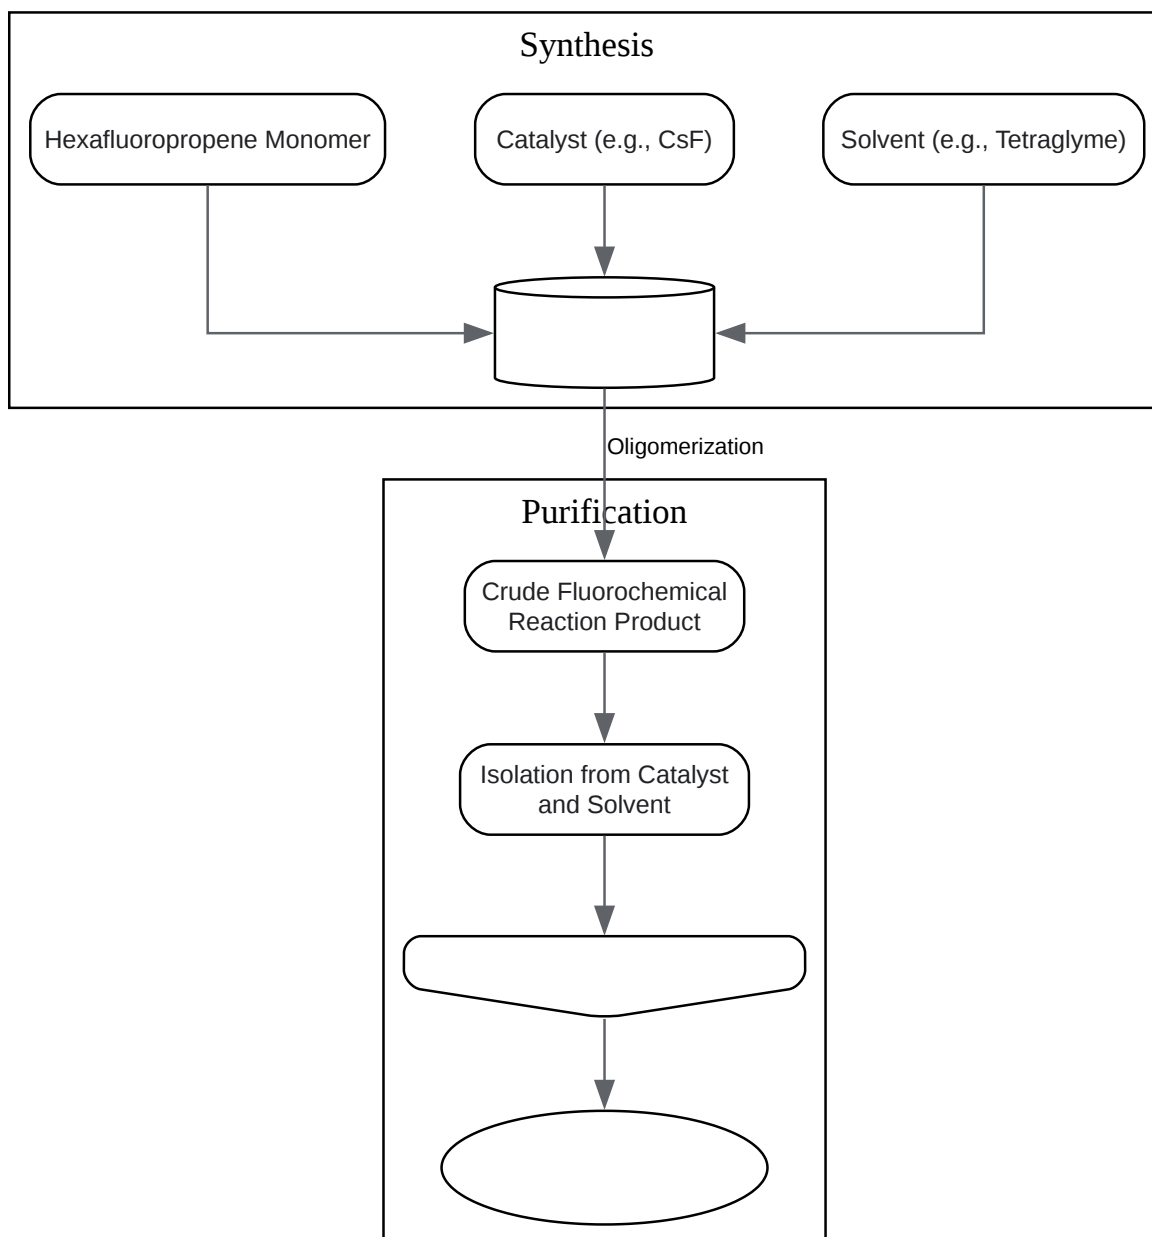 Synthesis
Hexafluoropropene Monomer
Catalyst (e.g., CsF)
Solvent (e.g., Tetraglyme)
Oligomerization
Purification
Crude Fluorochemical
Reaction Product
Isolation from Catalyst
and Solvent